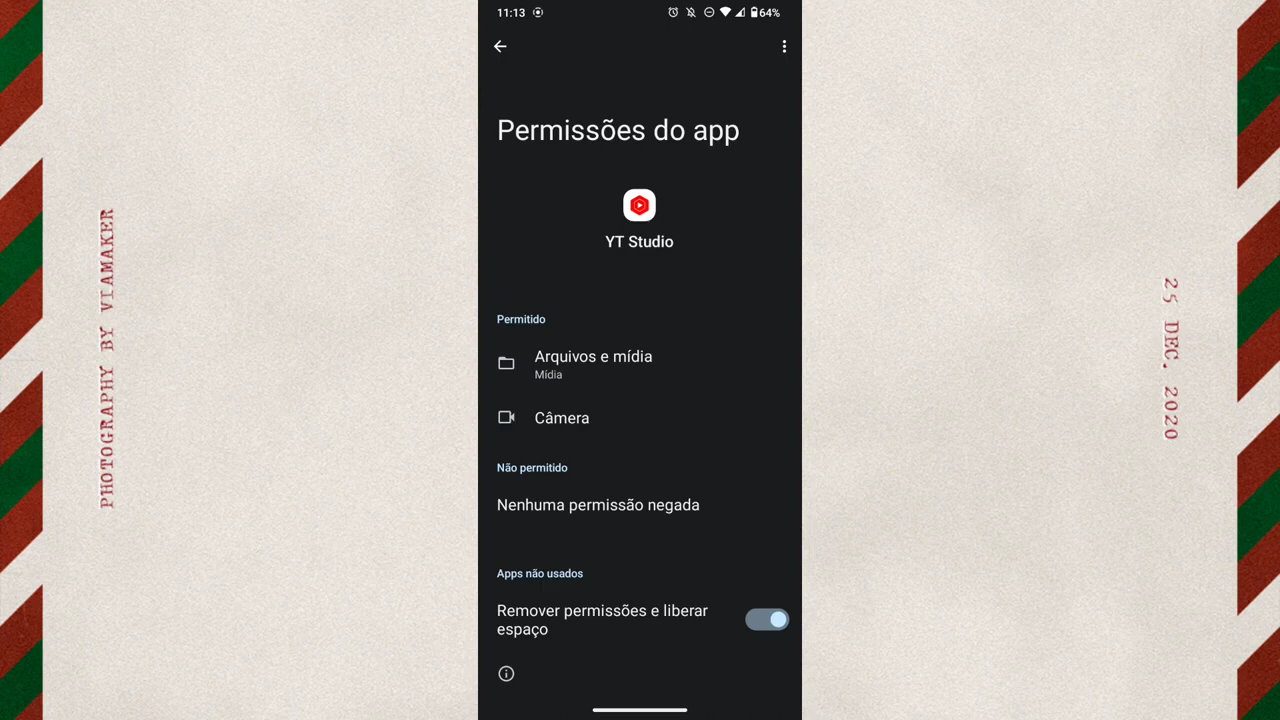 11:13
64%
Permissões do app
YT Studio
Permitido
Arquivos e mídia
Mídia
Câmera
Não permitido
Nenhuma permissão negada
Apps não usados
Remover permissões e liberar
espaço
PHOTOGRAPHY BY VIAMAKER
25 DEC, 2020